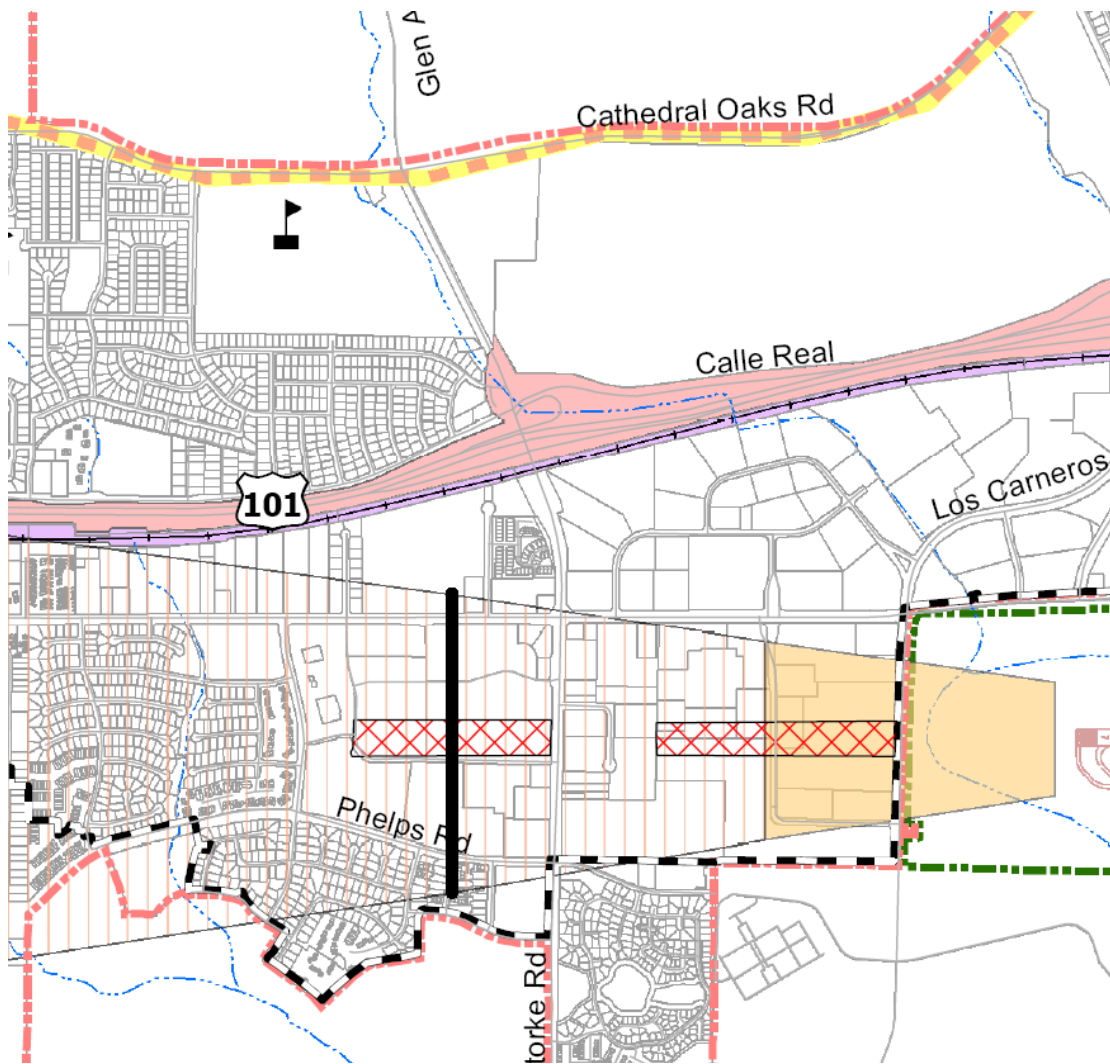 Glen A
Cathedral Oaks Rd
Calle Real
101
Los Carneros
Phelps Rd
torke Rd